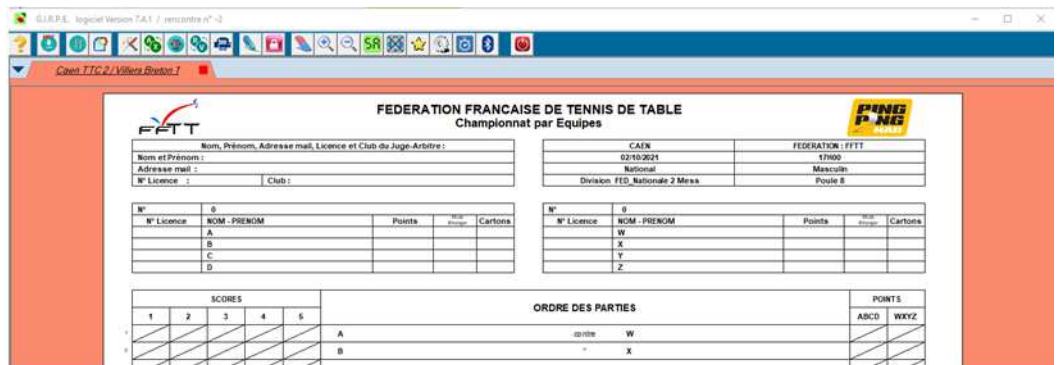 G.I.R.P.E. logiciel Version 7.4.1 / rencontre n° -2
SR
Caen TTC 2 / Villers Breton 1
FFTT
FEDERATION FRANCAISE DE TENNIS DE TABLE
Championnat par Equipes
PING
PONG
Nom, Prénom, Adresse mail, Licence et Club du Juge-Arbitre :
Nom et Prénom :
Adresse mail :
N° Licence : Club :
CAEN FEDERATION : FFTT
02/10/2021 17H00
National Masculin
Division FED_Nationale 2 Mess Poule 8
N° 0
N° Licence NOM - PRENOM Points Cartons
A
B
C
D
N° 0
N° Licence NOM - PRENOM Points Cartons
W
X
Y
Z
SCORES ORDRE DES PARTIES POINTS
1 2 3 4 5 ABCD WXYZ
A contre W
B " X